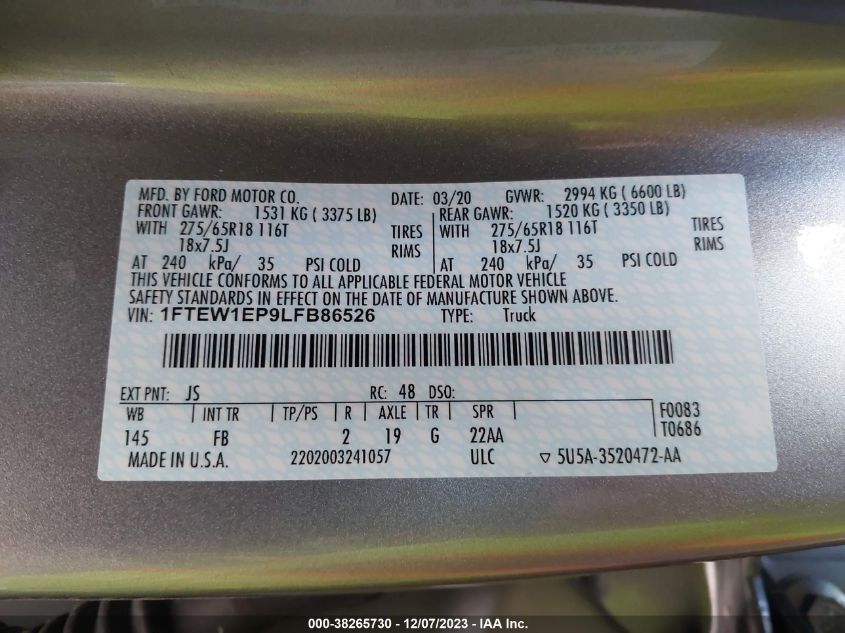 MFD. BY FORD MOTOR CO. DATE: 03/20 GVWR: 2994 KG ( 6600 LB)
FRONT GAWR: 1531 KG ( 3375 LB) REAR GAWR: 1520 KG ( 3350 LB)
WITH 275/65R18 116T TIRES WITH 275/65R18 116T TIRES
18x7.5J RIMS 18x7.5J RIMS
AT 240 kPa/ 35 PSI COLD AT 240 kPa/ 35 PSI COLD
THIS VEHICLE CONFORMS TO ALL APPLICABLE FEDERAL MOTOR VEHICLE
SAFETY STANDARDS IN EFFECT ON THE DATE OF MANUFACTURE SHOWN ABOVE.
VIN: 1FTEW1EP9LFB86526 TYPE: Truck
EXT PNT: JS RC: 48 DSO:
WB INT TR TP/PS R AXLE TR SPR F0083
145 FB 2 19 G 22AA T0686
MADE IN U.S.A. 2202003241057 ULC ▽ 5U5A-3520472-AA
000-38265730 - 12/07/2023 - IAA Inc.